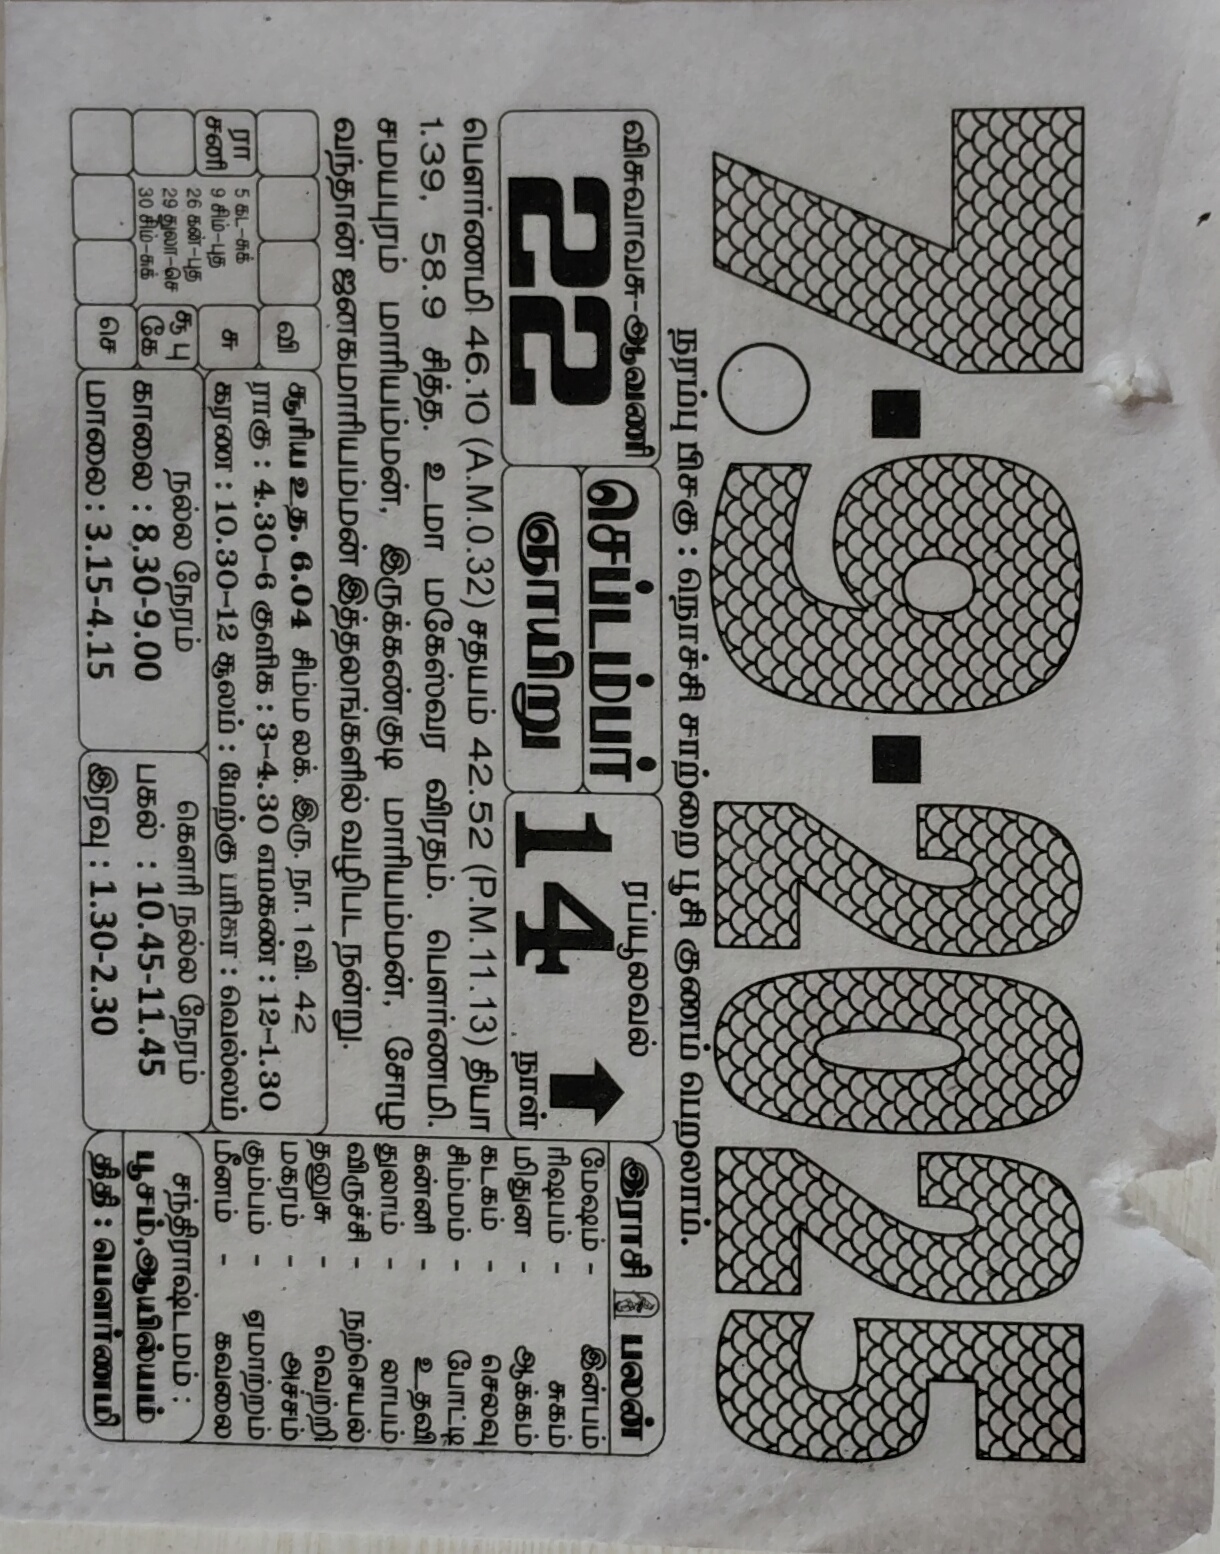 7.9.2025
நரம்பு பிசகு : நொச்சி சாற்றை பூசி குணம் பெறலாம்.
விசுவாவசு-ஆவணி
22
செப்டம்பர்
ஞாயிறு
ரப்யூலவல்
14
நாள்
பௌர்ணமி 46.10 (A.M.0.32) சதயம் 42.52 (P.M.11.13) தியா
1.39, 58.9 சித்த. உமா மகேஸ்வர விரதம். பௌர்ணமி.
சமயபுரம் மாரியம்மன், இருக்கண்குடி மாரியம்மன், சோழ
வந்தான் ஜனகமாரியம்மன் இத்தலங்களில் வழிபட நன்று.
சூரிய உத. 6.04 சிம்ம லக். இரு. நா. 1வி. 42
ராகு : 4.30-6 குளிக : 3-4.30 எமகண் : 12-1.30
கரண : 10.30-12 சூலம் : மேற்கு பரிகா : வெல்லம்
நல்ல நேரம்
காலை : 8.30-9.00
மாலை : 3.15-4.15
கௌரி நல்ல நேரம்
பகல் : 10.45-11.45
இரவு : 1.30-2.30
வி
ரா
சனி
சு
சூ பு
கே
செ
5 கட-சுக்
9 சிம்-புத
26 கன்-புத
29 துலா-செ
30 சிம்-சுக்
இராசி பலன்
மேஷம் - இன்பம்
ரிஷபம் - சுகம்
மிதுன - ஆக்கம்
கடகம் - செலவு
சிம்மம் - போட்டி
கன்னி - உதவி
துலாம் - லாபம்
விருச்சி - நற்செயல்
தனுசு - வெற்றி
மகரம் - அச்சம்
கும்பம் - ஏமாற்றம்
மீனம் - கவலை
சந்திராஷ்டமம் :
பூசம்,ஆயில்யம்
திதி : பௌர்ணமி